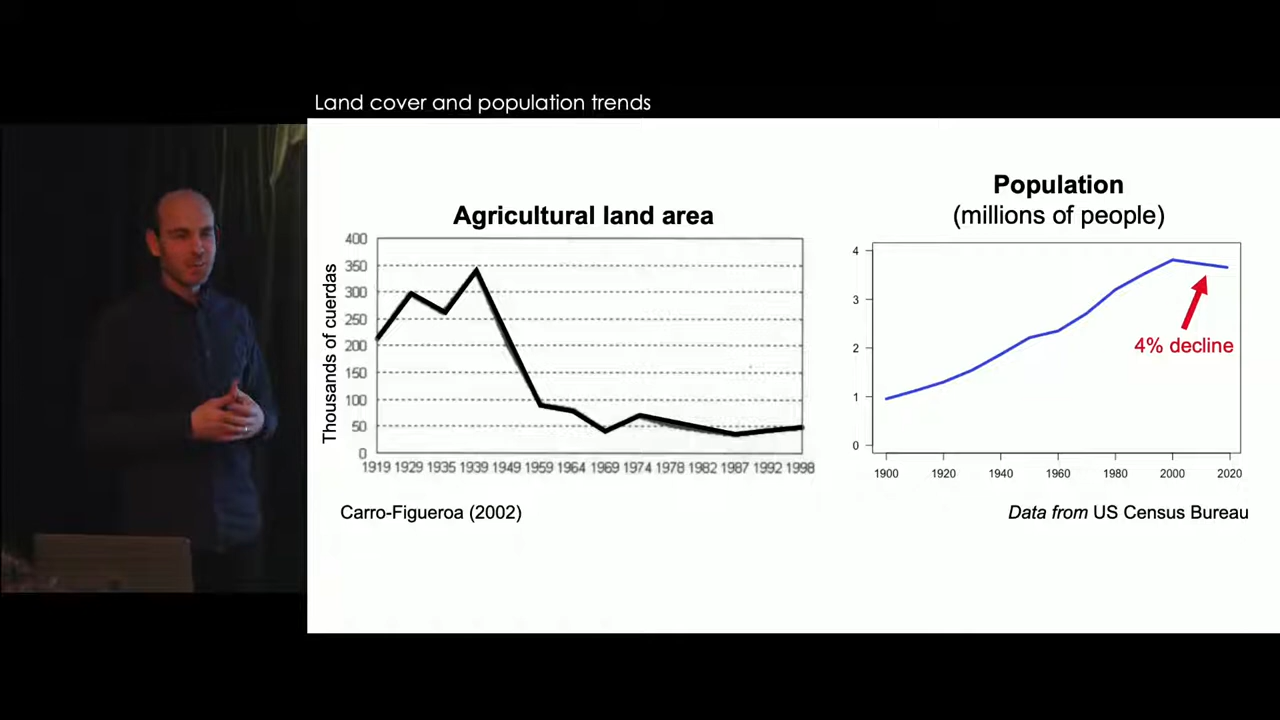 Land cover and population trends
Agricultural land area
Thousands of cuerdas
400
350
300
250
200
150
100
50
0
1919 1929 1935 1939 1949 1959 1964 1969 1974 1978 1982 1987 1992 1998
Carro-Figueroa (2002)
Population
(millions of people)
4
3
2
1
0
4% decline
1900 1920 1940 1960 1980 2000 2020
Data from US Census Bureau